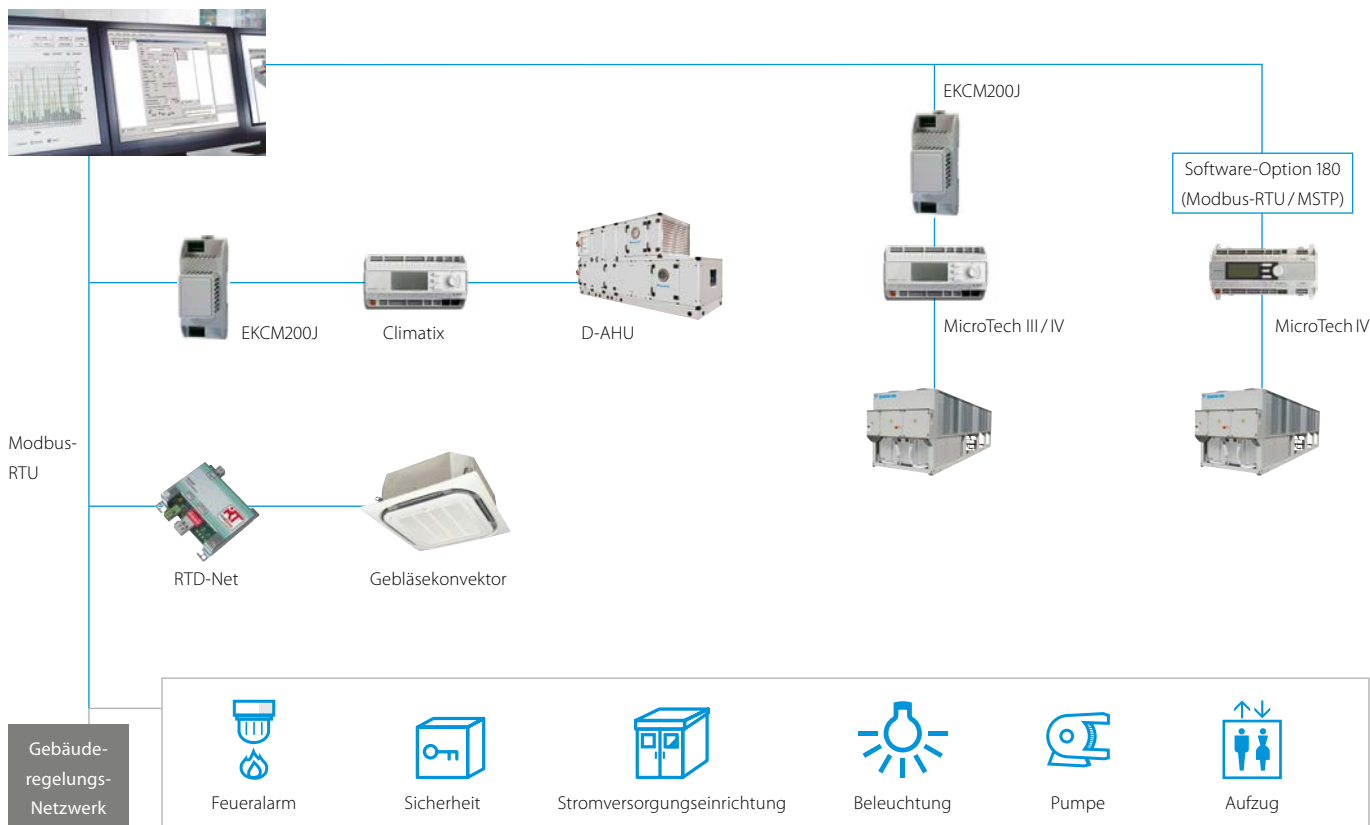 EKCM200J
Software-Option 180
(Modbus-RTU / MSTP)
EKCM200J
Climatix
D-AHU
MicroTech III / IV
MicroTech IV
Modbus-
RTU
RTD-Net
Gebläsekonvektor
Gebäude-
regelungs-
Netzwerk
Feueralarm
Sicherheit
Stromversorgungseinrichtung
Beleuchtung
Pumpe
Aufzug